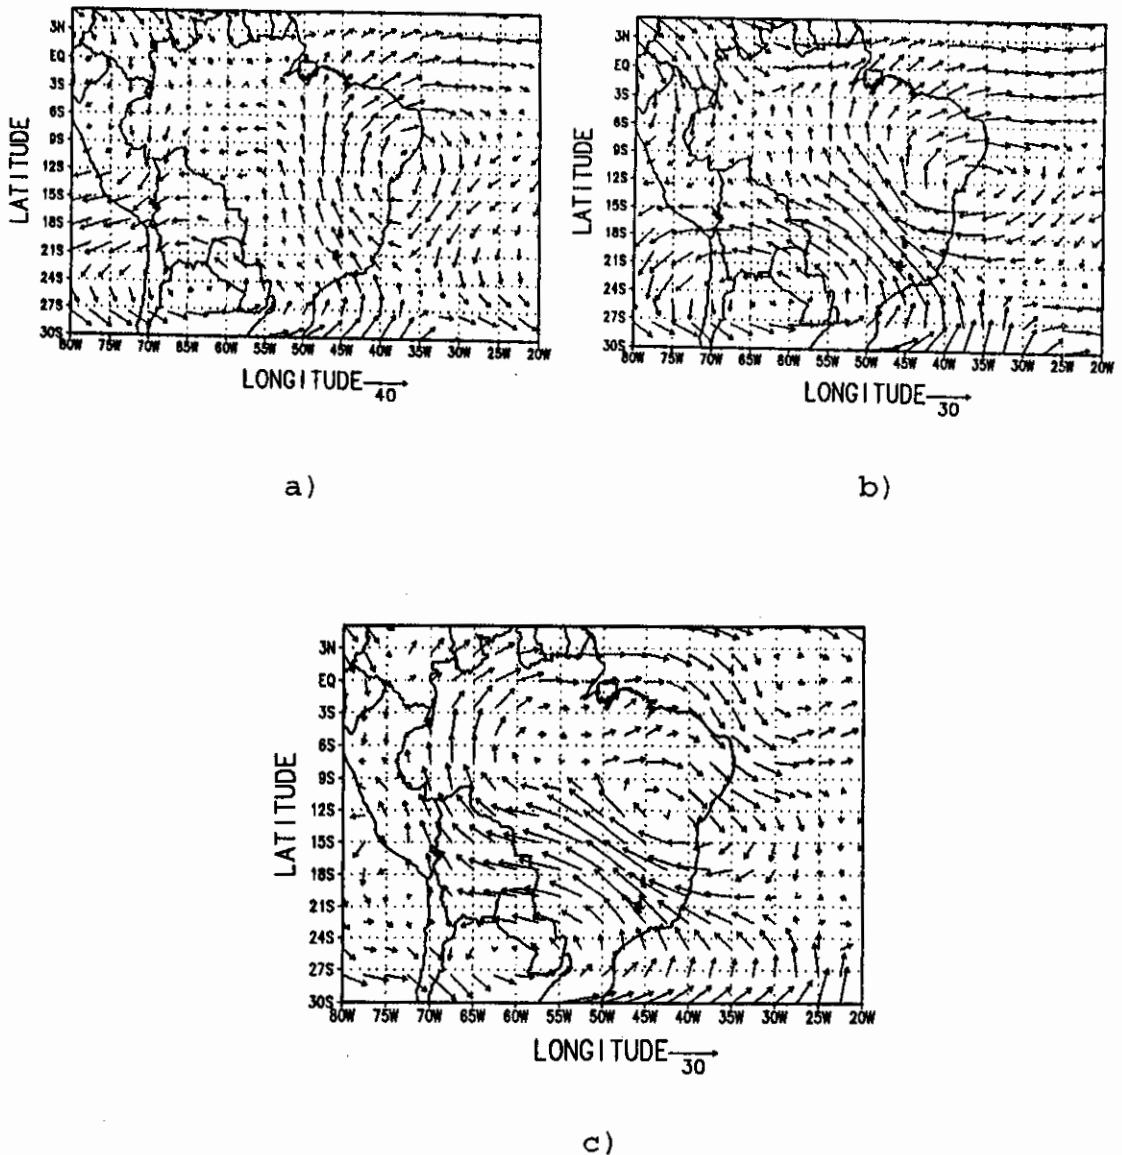 3N
EQ
3S
6S
9S
12S
15S
18S
21S
24S
27S
30S
LATITUDE
80W 75W 70W 65W 60W 55W 50W 45W 40W 35W 30W 25W 20W
LONGITUDE 40
a)
3N
EQ
3S
6S
9S
12S
15S
18S
21S
24S
27S
30S
LATITUDE
80W 75W 70W 65W 60W 55W 50W 45W 40W 35W 30W 25W 20W
LONGITUDE 30
b)
3N
EQ
3S
6S
9S
12S
15S
18S
21S
24S
27S
30S
LATITUDE
80W 75W 70W 65W 60W 55W 50W 45W 40W 35W 30W 25W 20W
LONGITUDE 30
c)